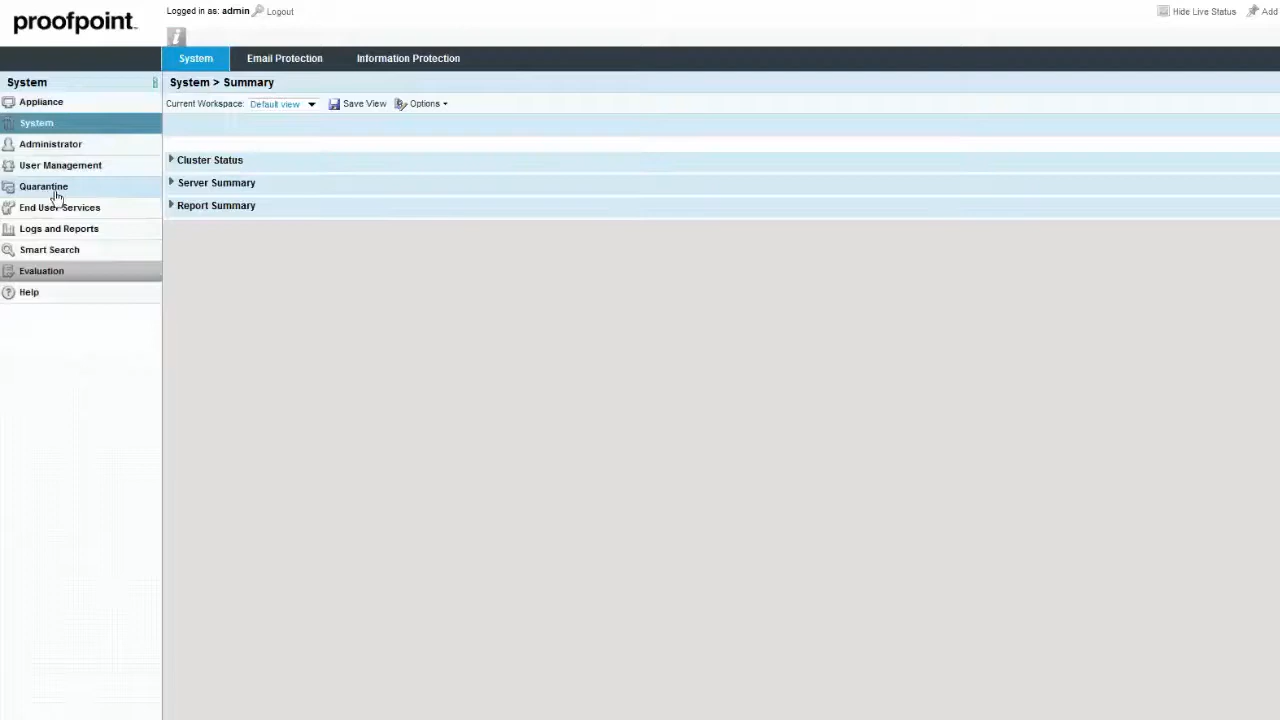 proofpoint
Logged in as: admin Logout
Hide Live Status Add
System Email Protection Information Protection
System
System > Summary
Current Workspace: Default view Save View Options
Appliance
System
Administrator
User Management
Quarantine
End User Services
Logs and Reports
Smart Search
Evaluation
Help
Cluster Status
Server Summary
Report Summary